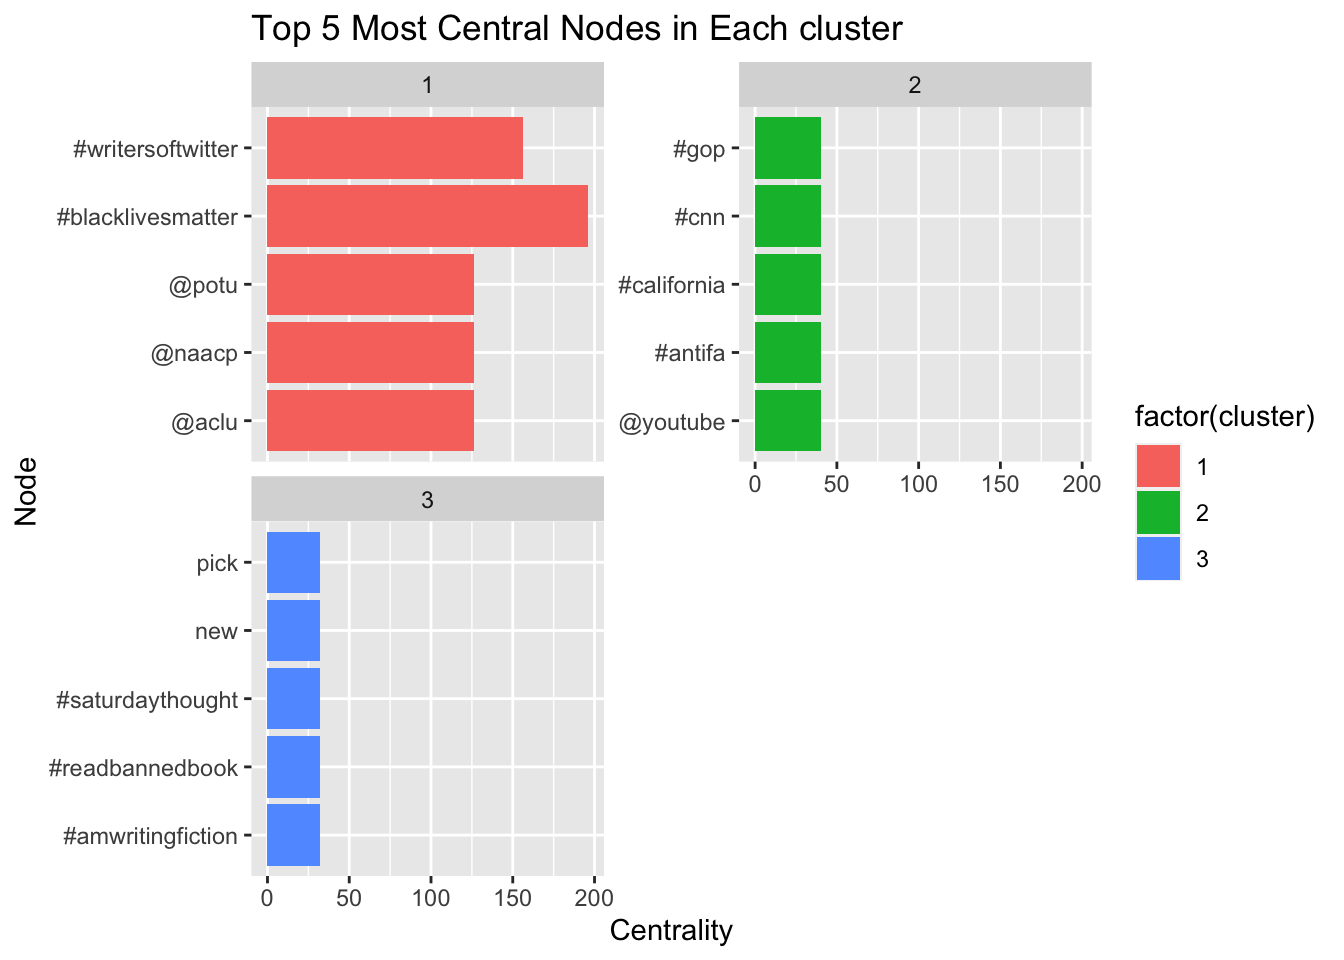 Top 5 Most Central Nodes in Each cluster
1
#writersoftwitter
#blacklivesmatter
@potu
@naacp
@aclu
2
#gop
#cnn
#california
#antifa
@youtube
0 50 100 150 200
3
pick
new
#saturdaythought
#readbannedbook
#amwritingfiction
0 50 100 150 200
Centrality
Node
factor(cluster)
1
2
3